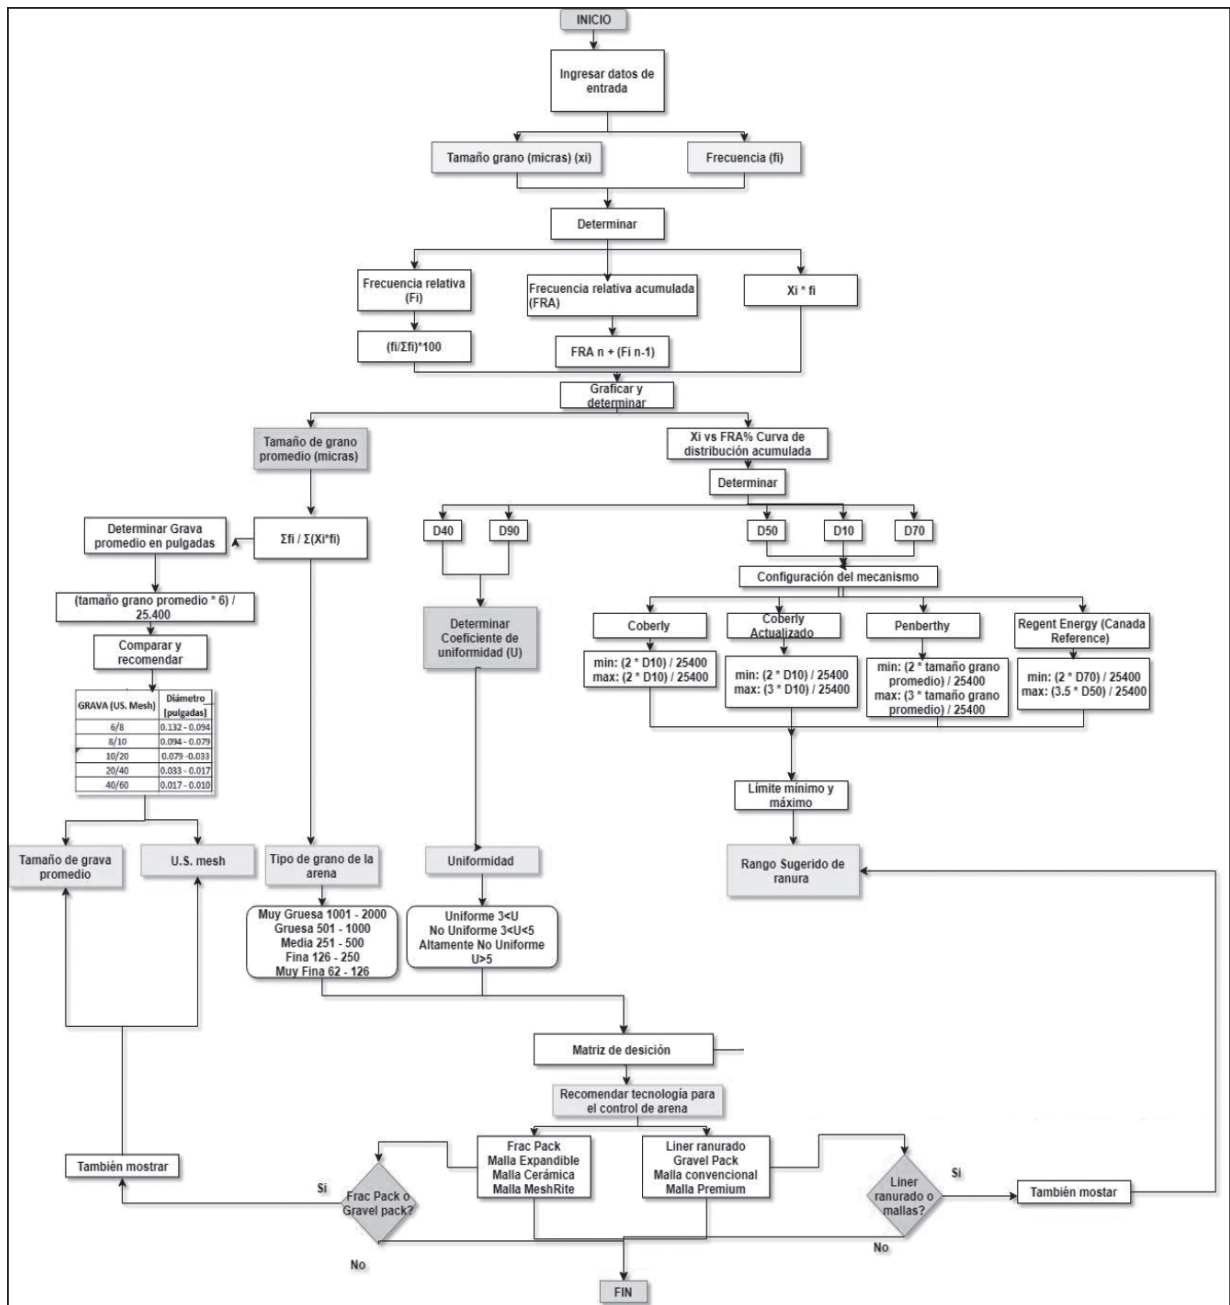 INICIO
Ingresar datos de
entrada
Tamaño grano (micras) (xi)
Frecuencia (fi)
Determinar
Frecuencia relativa
(Fi)
Frecuencia relativa acumulada
(FRA)
Xi * fi
(fi/Σfi)*100
FRA n + (Fi n-1)
Graficar y
determinar
Tamaño de grano
promedio (micras)
Xi vs FRA% Curva de
distribución acumulada
Determinar
D40
D90
D50
D10
D70
Determinar Grava
promedio en pulgadas
Σfi / Σ(Xi*fi)
Configuración del mecanismo
(tamaño grano promedio * 6) /
25.400
Determinar
Coeficiente de
uniformidad (U)
Coberly
Coberly
Actualizado
Penberthy
Regent Energy (Canada
Reference)
Comparar y
recomendar
min: (2 * D10) / 25400
max: (2 * D10) / 25400
min: (2 * D10) / 25400
max: (3 * D10) / 25400
min: (2 * tamaño grano
promedio) / 25400
max: (3 * tamaño grano
promedio) / 25400
min: (2 * D70) / 25400
max: (3.5 * D50) / 25400
GRAVA (US. Mesh) Diámetro
[pulgadas]
6/8 0.132 - 0.094
8/10 0.094 - 0.079
10/20 0.079 -0.033
20/40 0.033 - 0.017
40/60 0.017 - 0.010
Límite mínimo y
máximo
Tamaño de grava
promedio
U.S. mesh
Tipo de grano de la
arena
Uniformidad
Rango Sugerido de
ranura
Muy Gruesa 1001 - 2000
Gruesa 501 - 1000
Media 251 - 500
Fina 126 - 250
Muy Fina 62 - 126
Uniforme 3<U
No Uniforme 3<U<5
Altamente No Uniforme
U>5
Matriz de desición
Recomendar tecnología para
el control de arena
Frac Pack
Malla Expandible
Malla Cerámica
Malla MeshRite
Liner ranurado
Gravel Pack
Malla convencional
Malla Premium
También mostrar
Si
Frac Pack o
Gravel pack?
No
Liner
ranurado o
mallas?
Si
No
También mostar
FIN